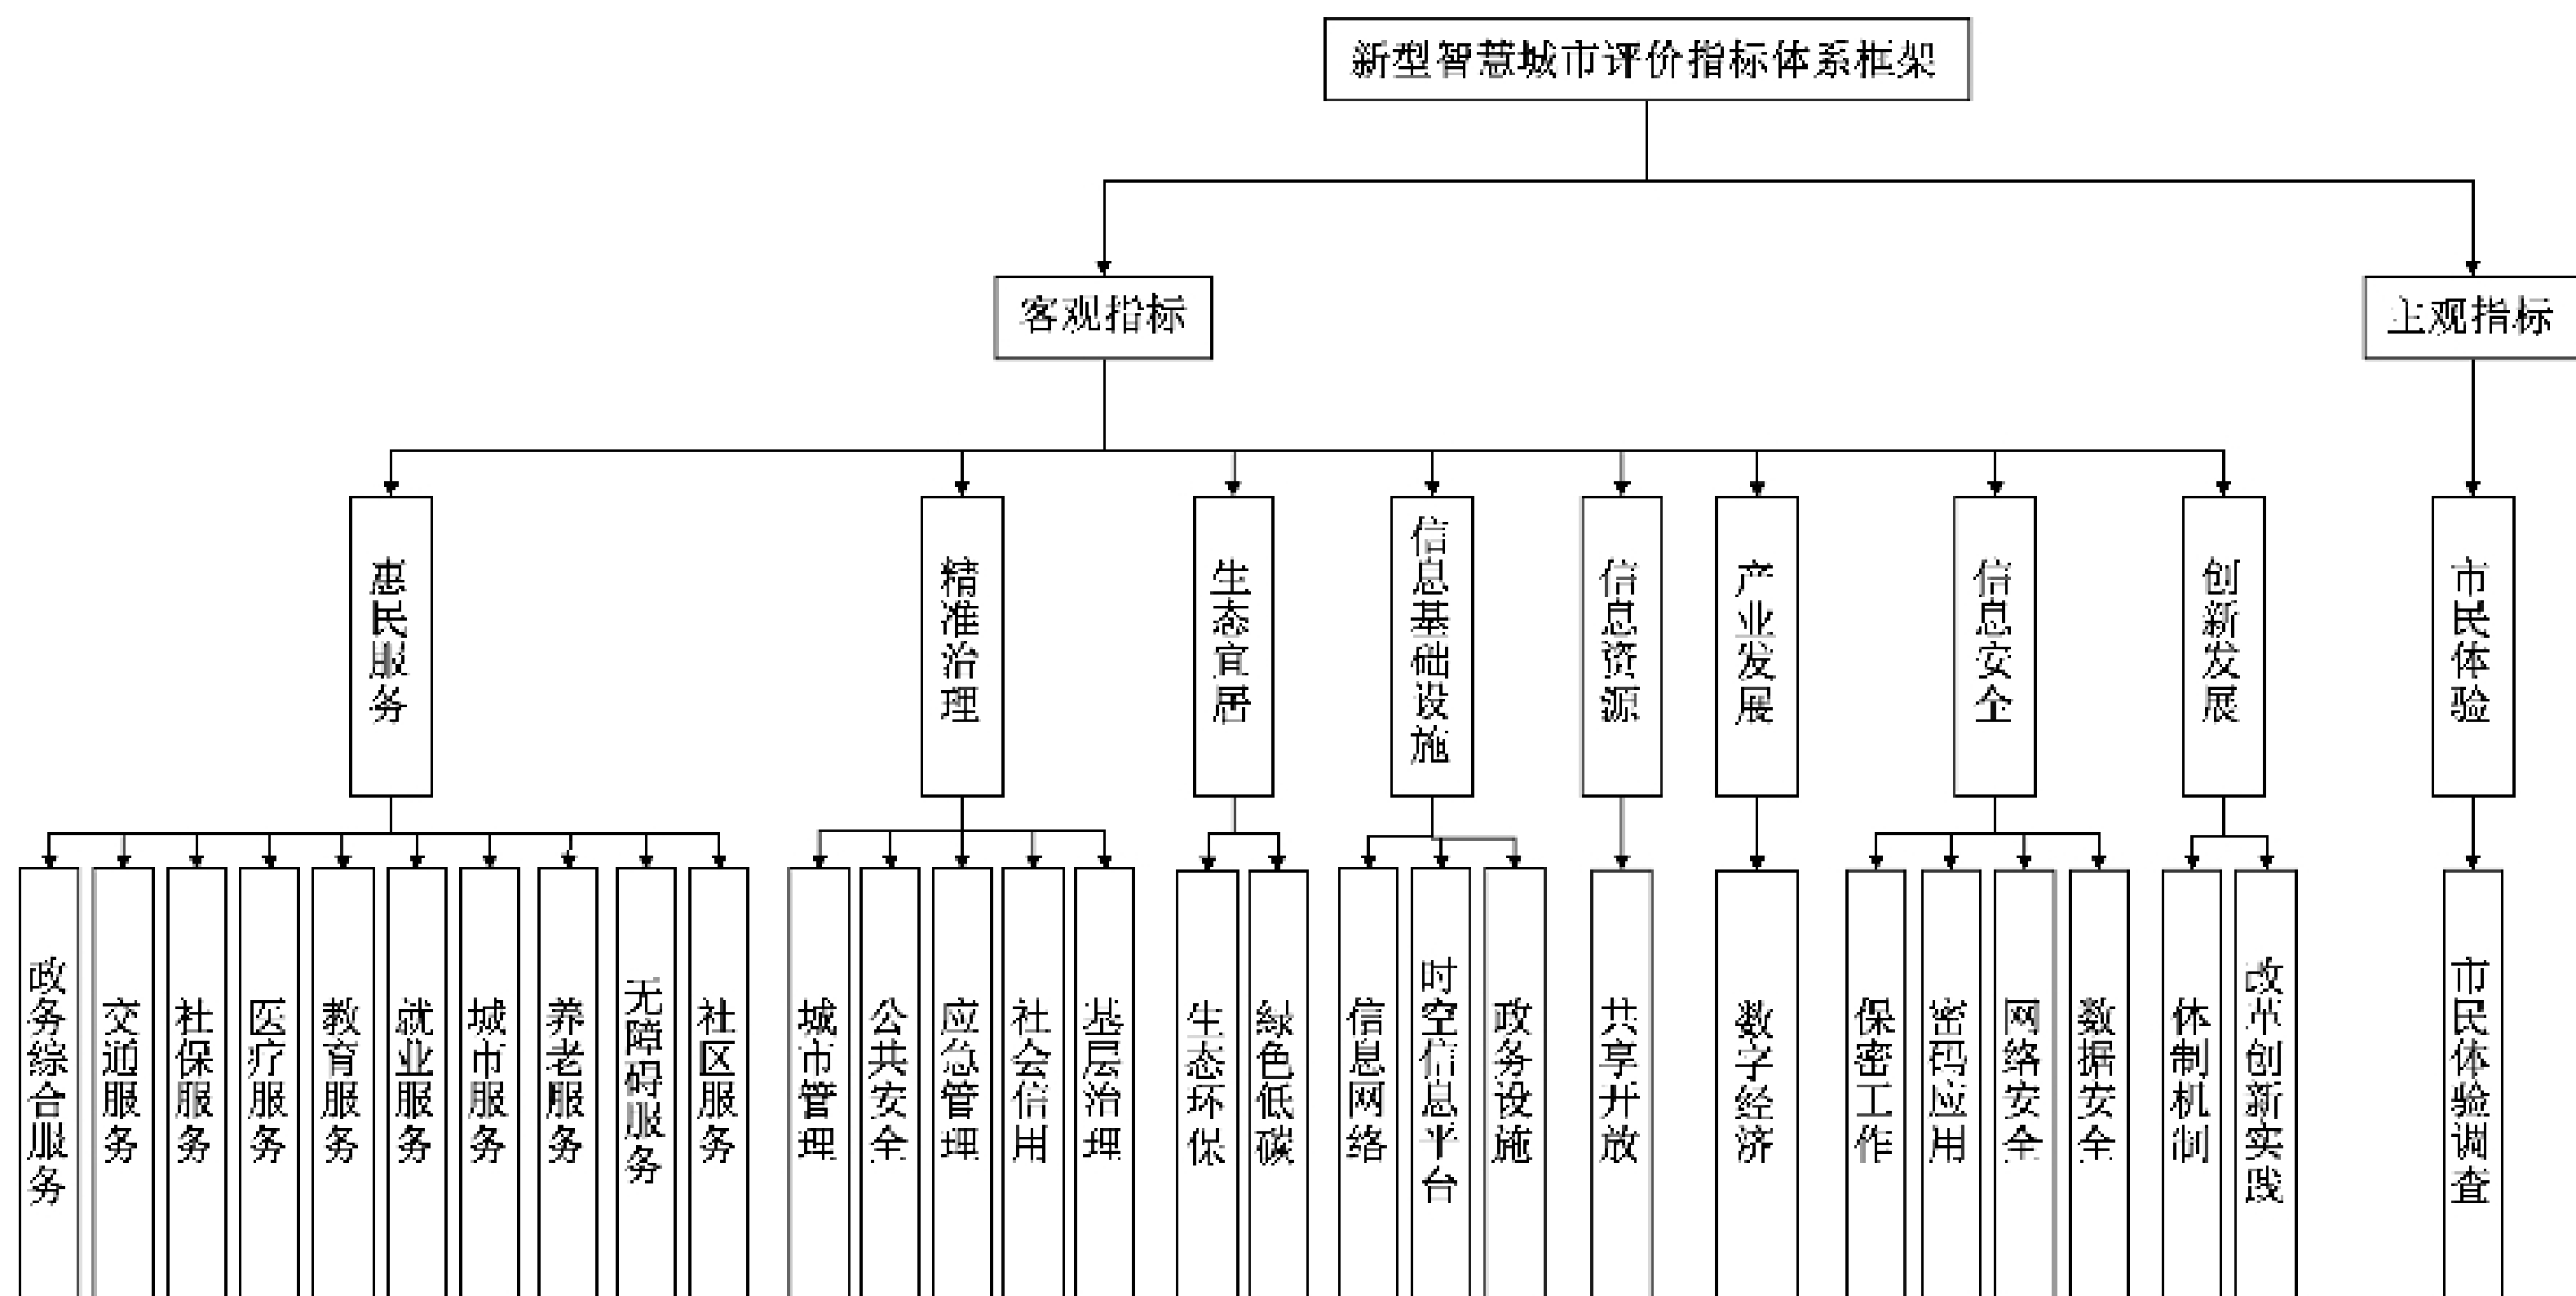 新型智慧城市评价指标体系框架
客观指标
主观指标
惠民服务
精准治理
生态宜居
信息基础设施
信息资源
产业发展
信息安全
创新发展
市民体验
政务综合服务
交通服务
社保服务
医疗服务
教育服务
就业服务
城市服务
养老服务
无障碍服务
社区服务
城市管理
公共安全
应急管理
社会信用
基层治理
生态环保
绿色低碳
信息网络
时空信息平台
政务设施
共享开放
数字经济
保密工作
密码应用
网络安全
数据安全
体制机制
改革创新实践
市民体验调查